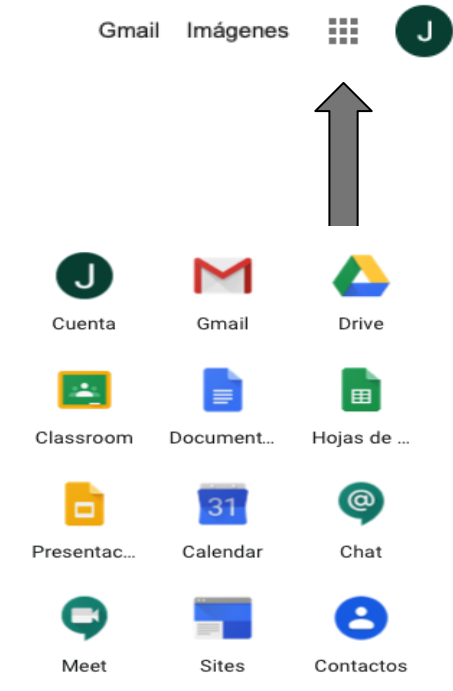 Gmail Imágenes J
J
Cuenta Gmail Drive
Classroom Document... Hojas de ...
31 @
Presentac... Calendar Chat
Meet Sites Contactos